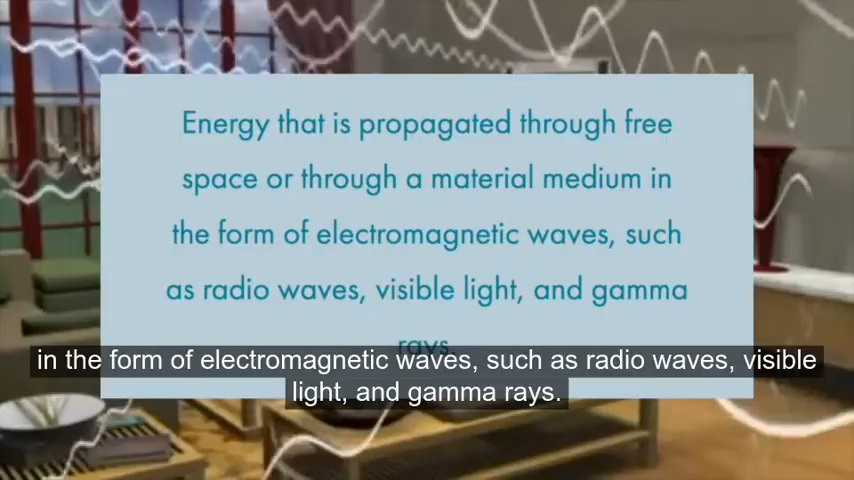 Energy that is propagated through free
space or through a material medium in
the form of electromagnetic waves, such
as radio waves, visible light, and gamma
rays.
in the form of electromagnetic waves, such as radio waves, visible
light, and gamma rays.